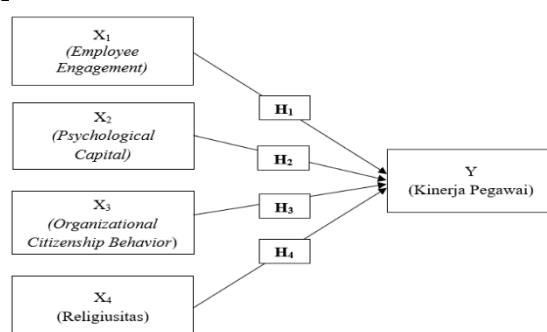 X₁
(Employee
Engagement)
H₁
X₂
(Psychological
Capital)
H₂
Y
(Kinerja Pegawai)
X₃
(Organizational
Citizenship Behavior)
H₃
H₄
X₄
(Religiusitas)